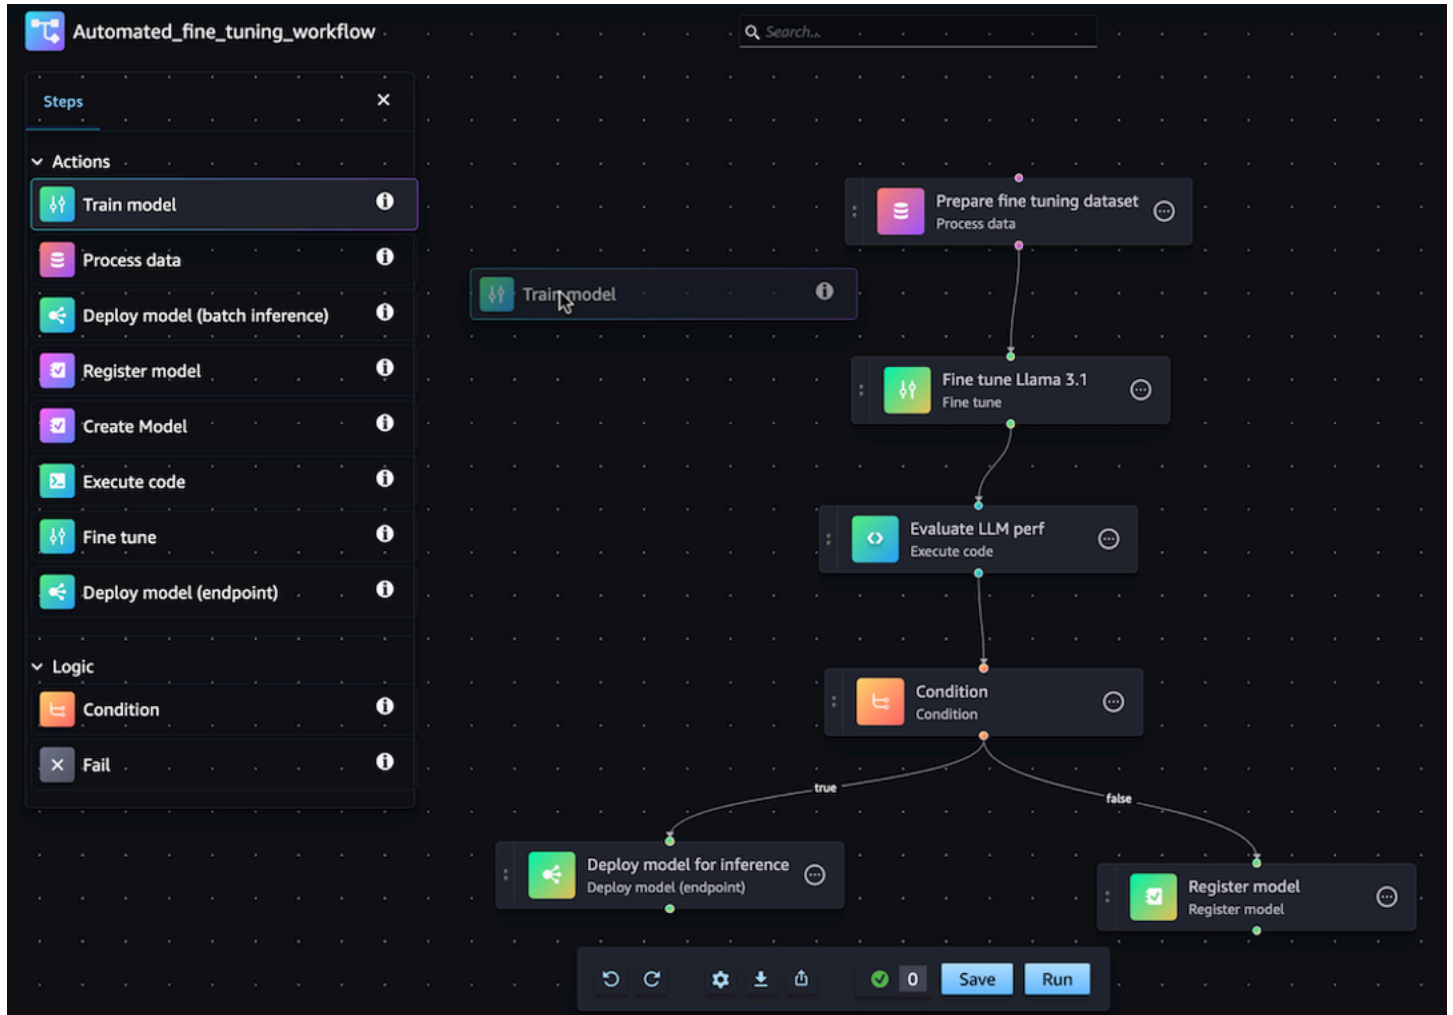 Automated_fine_tuning_workflow
Search...
Steps
Actions
Train model
Process data
Deploy model (batch inference)
Register model
Create Model
Execute code
Fine tune
Deploy model (endpoint)
Logic
Condition
Fail
Train model
Prepare fine tuning dataset
Process data
Fine tune Llama 3.1
Fine tune
Evaluate LLM perf
Execute code
Condition
Condition
true
false
Deploy model for inference
Deploy model (endpoint)
Register model
Register model
0
Save
Run